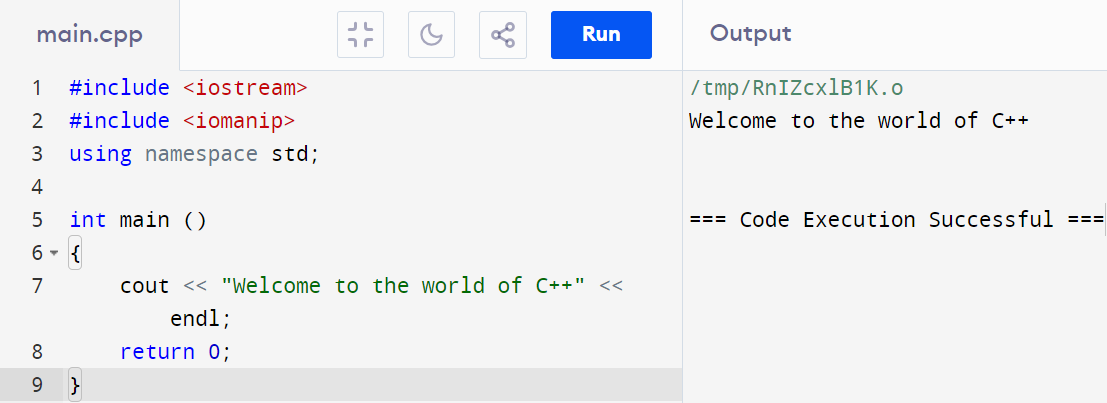 main.cpp
Run
Output
1 #include <iostream>
2 #include <iomanip>
3 using namespace std;
4
5 int main ()
6 {
7     cout << "Welcome to the world of C++" <<
        endl;
8     return 0;
9 }
/tmp/RnIZcxlB1K.o
Welcome to the world of C++
=== Code Execution Successful ===